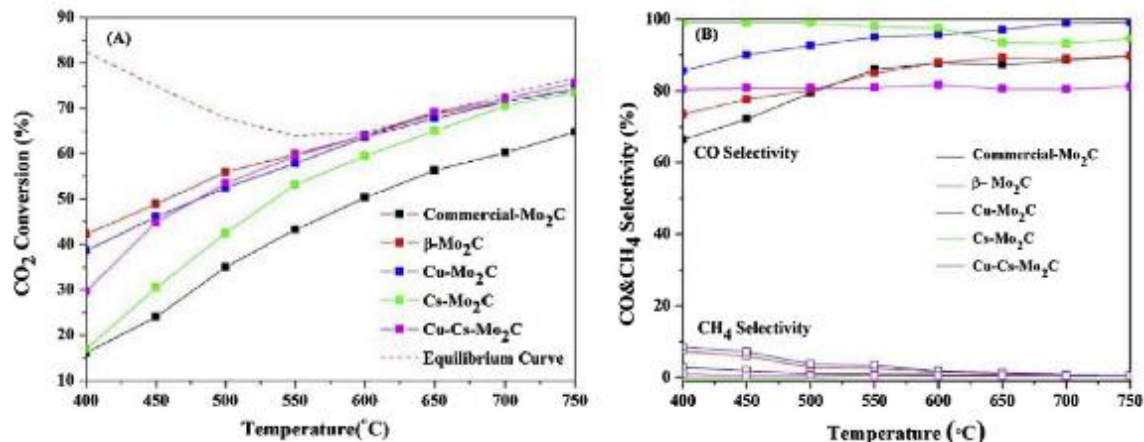 (A)
CO2 Conversion (%)
90
80
70
60
50
40
30
20
10
Commercial-Mo2C
β-Mo2C
Cu-Mo2C
Cs-Mo2C
Cu-Cs-Mo2C
Equilibrium Curve
400 450 500 550 600 650 700 750
Temperature(°C)
(B)
CO&CH4 Selectivity (%)
100
80
60
40
20
0
CO Selectivity
Commercial-Mo2C
β- Mo2C
Cu-Mo2C
Cs-Mo2C
Cu-Cs-Mo2C
CH4 Selectivity
400 450 500 550 600 650 700 750
Temperature (°C)